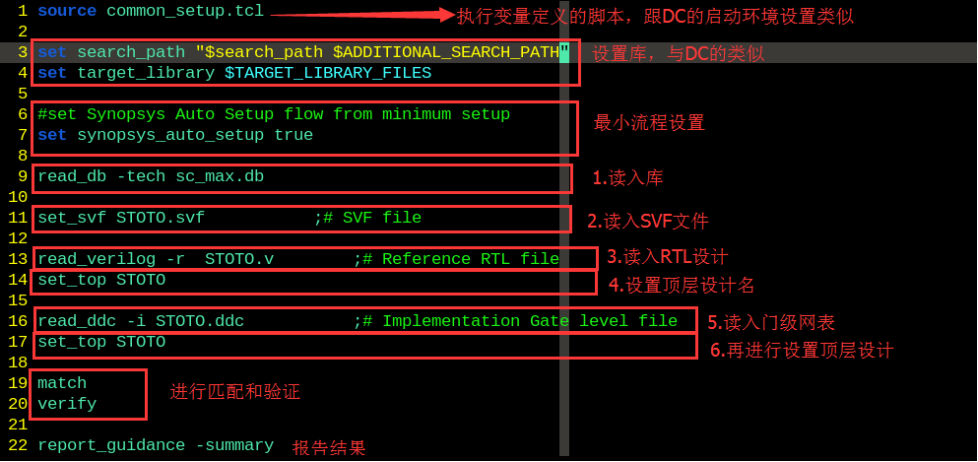 1 source common_setup.tcl 执行变量定义的脚本，跟DC的启动环境设置类似
2
3 set search_path "$search_path $ADDITIONAL_SEARCH_PATH" 设置库，与DC的类似
4 set target_library $TARGET_LIBRARY_FILES
5
6 #set Synopsys Auto Setup flow from minimum setup
7 set synopsys_auto_setup true 最小流程设置
8
9 read_db -tech sc_max.db 1.读入库
10
11 set_svf STOTO.svf ;# SVF file 2.读入SVF文件
12
13 read_verilog -r STOTO.v ;# Reference RTL file 3.读入RTL设计
14 set_top STOTO 4.设置顶层设计名
15
16 read_ddc -i STOTO.ddc ;# Implementation Gate level file 5.读入门级网表
17 set_top STOTO 6.再进行设置顶层设计
18
19 match 进行匹配和验证
20 verify
21
22 report_guidance -summary 报告结果